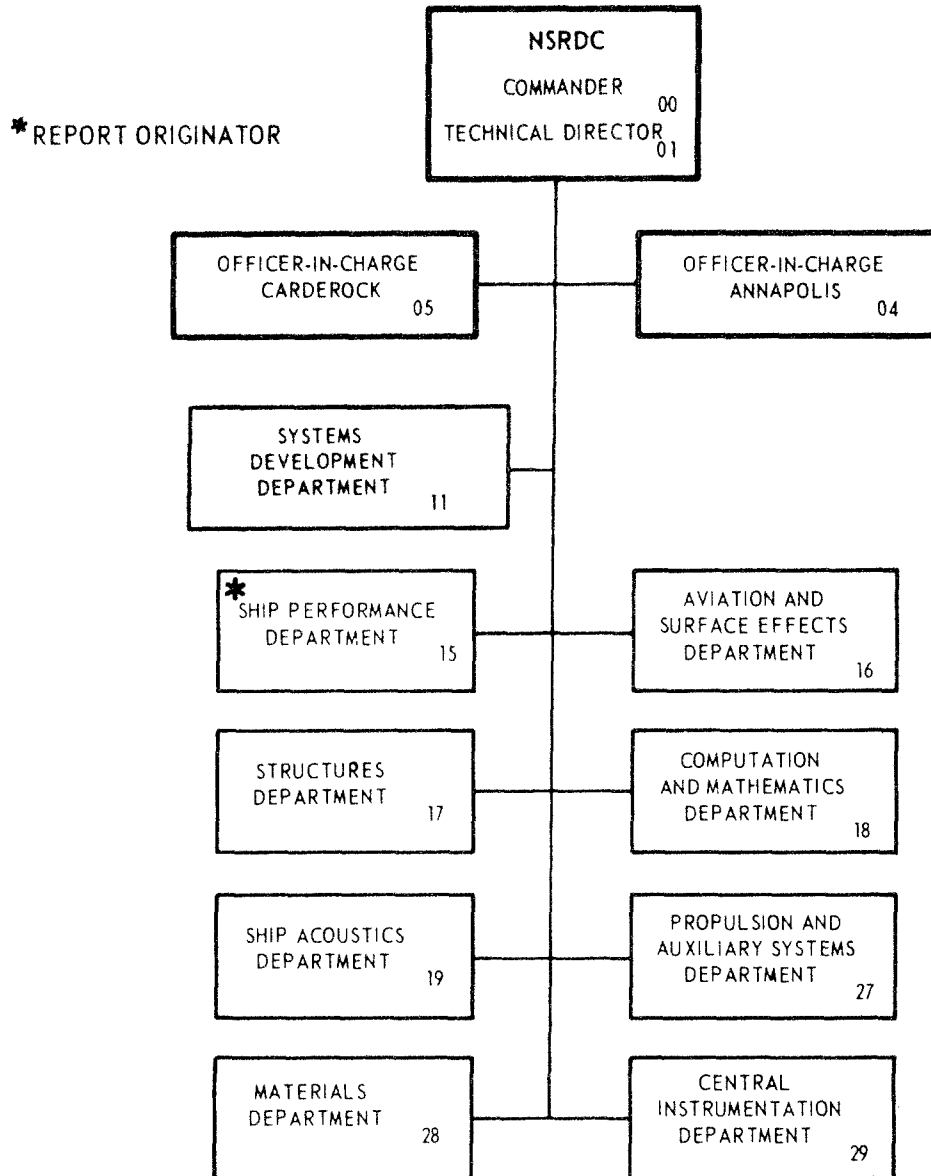 NSRDC
COMMANDER
00
TECHNICAL DIRECTOR
01
* REPORT ORIGINATOR
OFFICER-IN-CHARGE
CARDEROCK
05
OFFICER-IN-CHARGE
ANNAPOLIS
04
SYSTEMS
DEVELOPMENT
DEPARTMENT
11
*
SHIP PERFORMANCE
DEPARTMENT
15
AVIATION AND
SURFACE EFFECTS
DEPARTMENT
16
STRUCTURES
DEPARTMENT
17
COMPUTATION
AND MATHEMATICS
DEPARTMENT
18
SHIP ACOUSTICS
DEPARTMENT
19
PROPULSION AND
AUXILIARY SYSTEMS
DEPARTMENT
27
MATERIALS
DEPARTMENT
28
CENTRAL
INSTRUMENTATION
DEPARTMENT
29